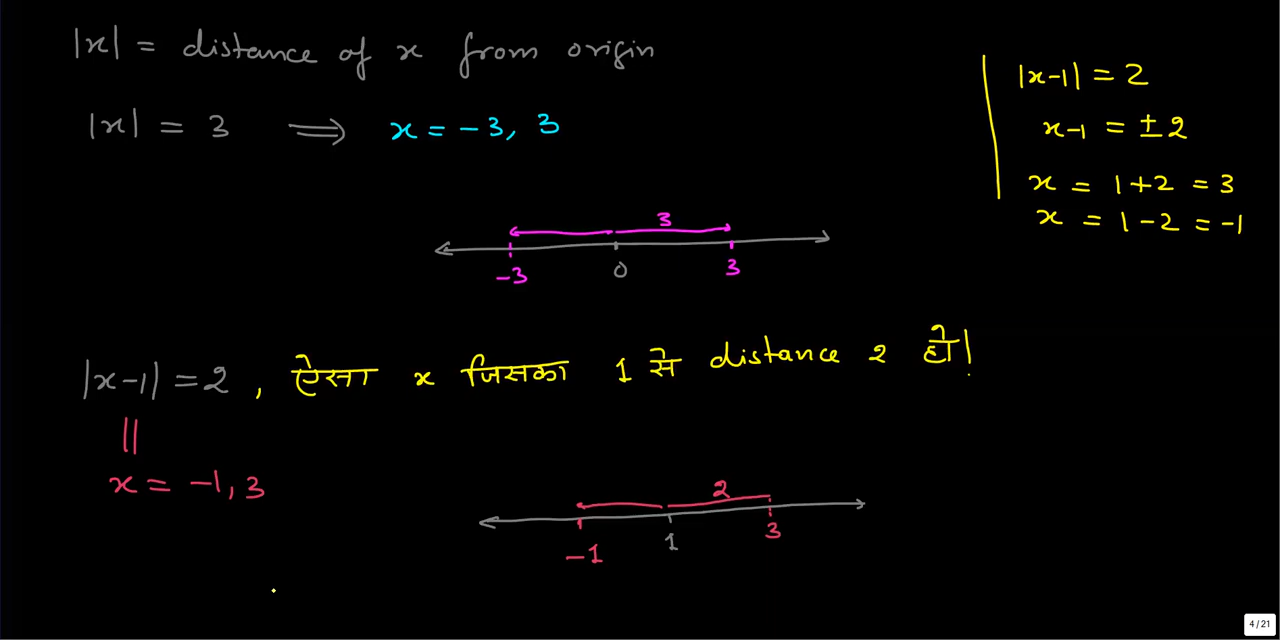 |x| = distance of x from origin
|x| = 3 ⟹ x = -3, 3
|x-1| = 2
x-1 = ±2
x = 1+2 = 3
x = 1-2 = -1
3
-3 0 3
|x-1| = 2, ऐसा x जिसका 1 से distance 2 हो!
||
x = -1, 3
2
-1 1 3
4 / 21